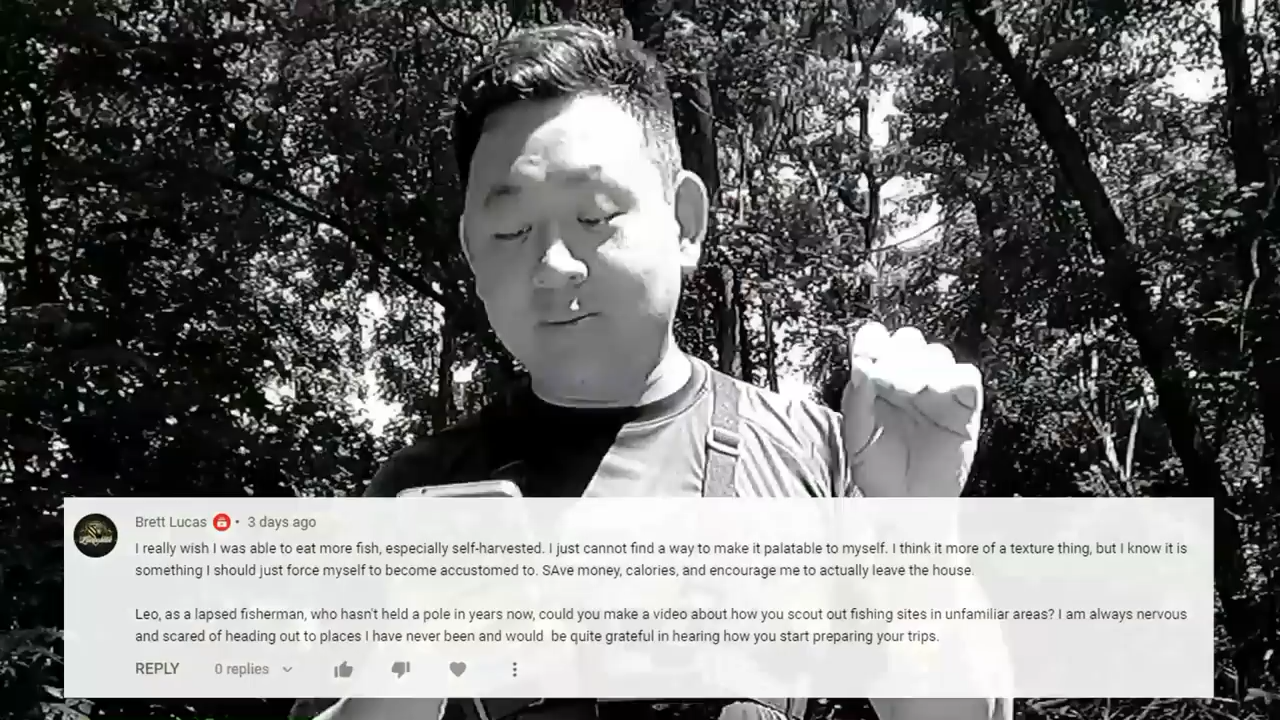 Brett Lucas • 3 days ago
I really wish I was able to eat more fish, especially self-harvested. I just cannot find a way to make it palatable to myself. I think it more of a texture thing, but I know it is
something I should just force myself to become accustomed to. SAve money, calories, and encourage me to actually leave the house.
Leo, as a lapsed fisherman, who hasn't held a pole in years now, could you make a video about how you scout out fishing sites in unfamiliar areas? I am always nervous
and scared of heading out to places I have never been and would be quite grateful in hearing how you start preparing your trips.
REPLY 0 replies